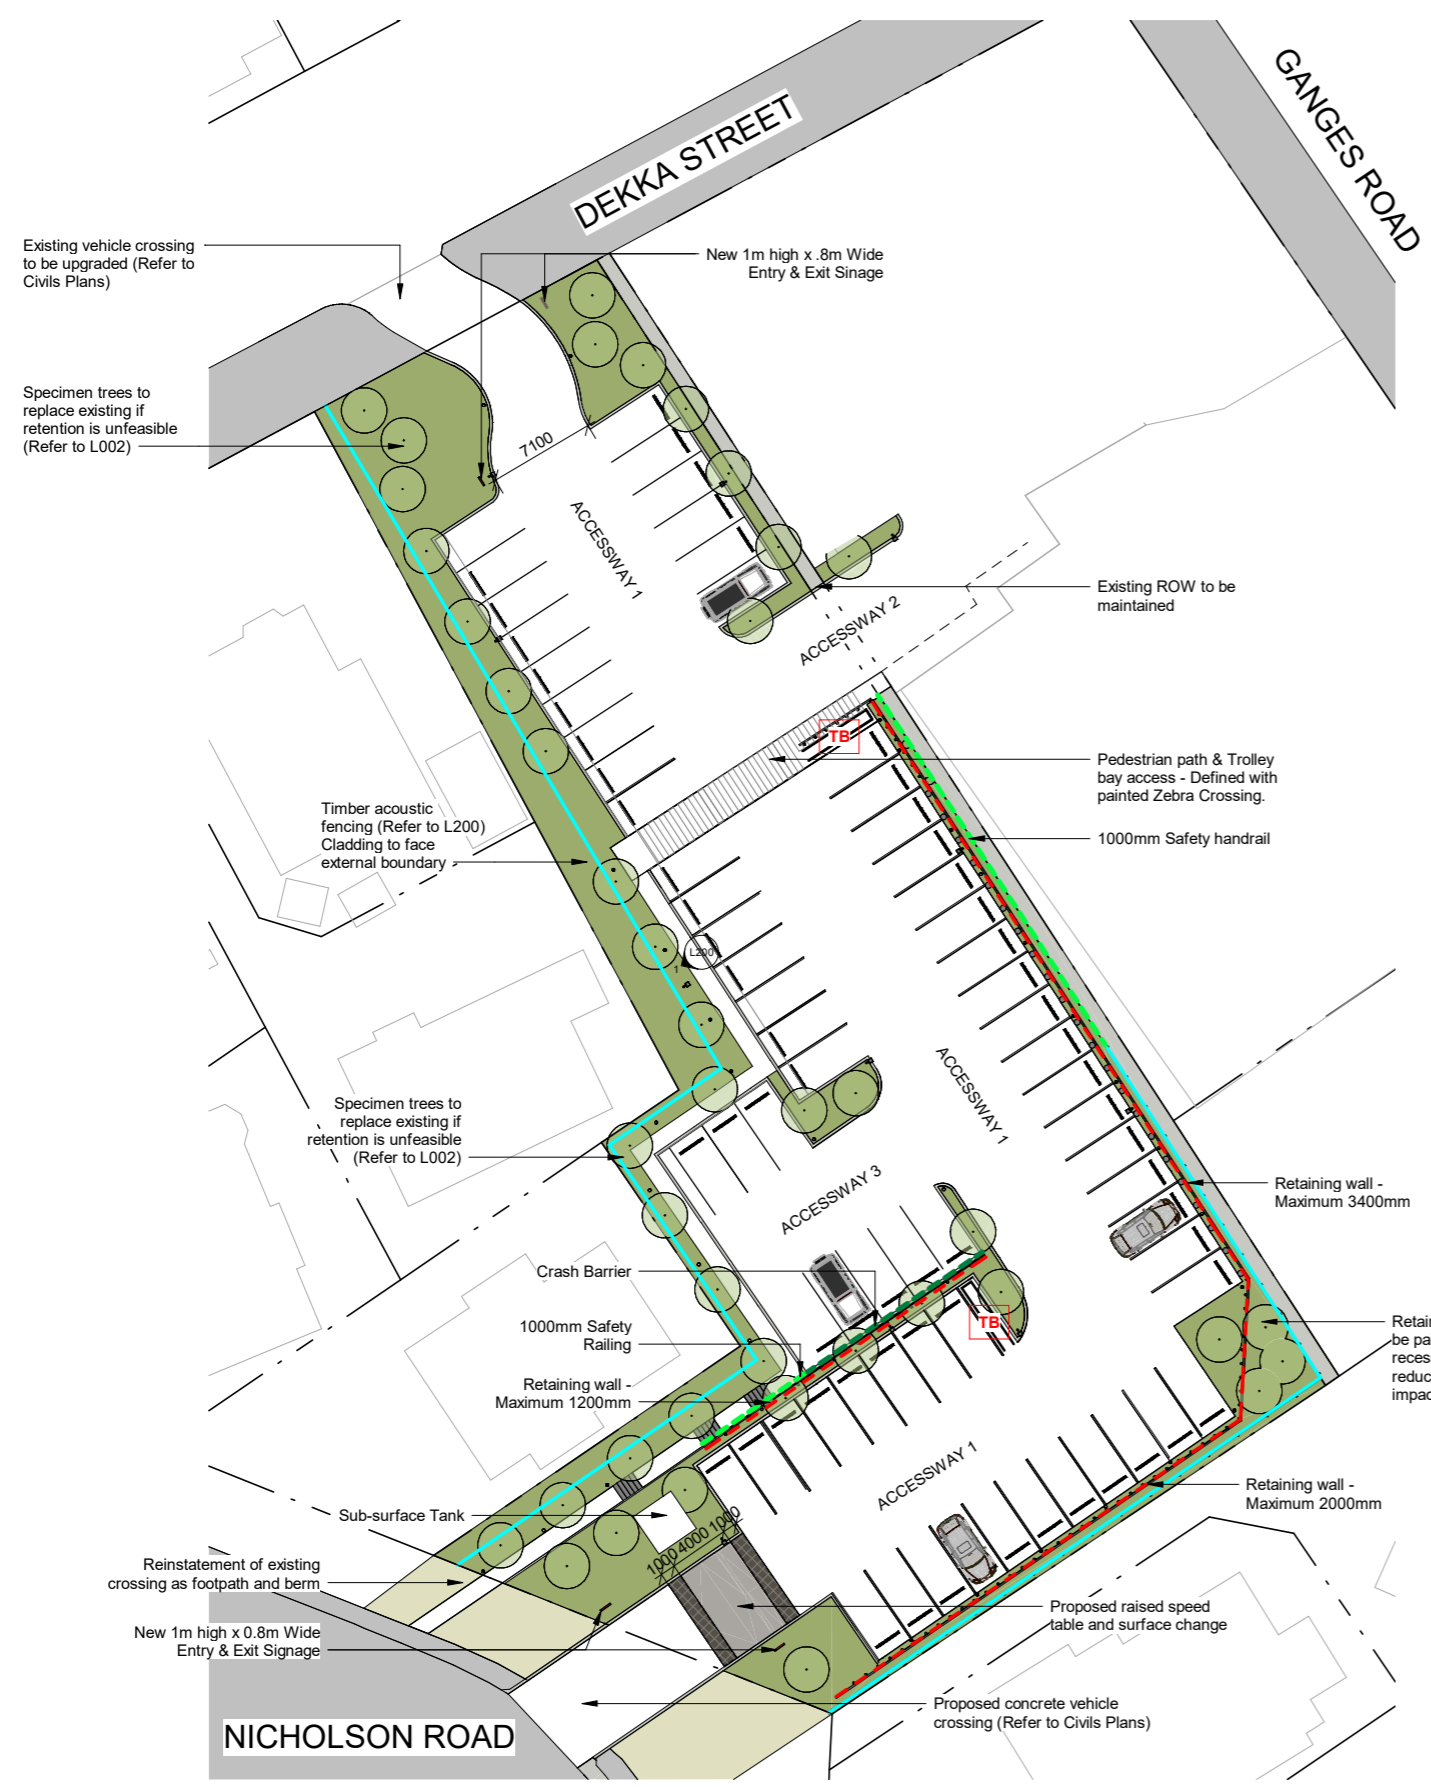 GANGES ROAD
DEKKA STREET
Existing vehicle crossing
to be upgraded (Refer to
Civils Plans)
New 1m high x .8m Wide
Entry & Exit Sinage
Specimen trees to
replace existing if
retention is unfeasible
(Refer to L002)
7100
ACCESSWAY 1
Existing ROW to be
maintained
ACCESSWAY 2
TB
Pedestrian path & Trolley
bay access - Defined with
painted Zebra Crossing.
Timber acoustic
fencing (Refer to L200)
Cladding to face
external boundary
1000mm Safety handrail
L200
1
ACCESSWAY 1
Specimen trees to
replace existing if
retention is unfeasible
(Refer to L002)
ACCESSWAY 3
Retaining wall -
Maximum 3400mm
Crash Barrier
1000mm Safety
Railing
TB
Retai
be pa
reces
reduc
impac
Retaining wall -
Maximum 1200mm
ACCESSWAY 1
Retaining wall -
Maximum 2000mm
Sub-surface Tank
1000 4000 1000
Reinstatement of existing
crossing as footpath and berm
Proposed raised speed
table and surface change
New 1m high x 0.8m Wide
Entry & Exit Signage
Proposed concrete vehicle
crossing (Refer to Civils Plans)
NICHOLSON ROAD